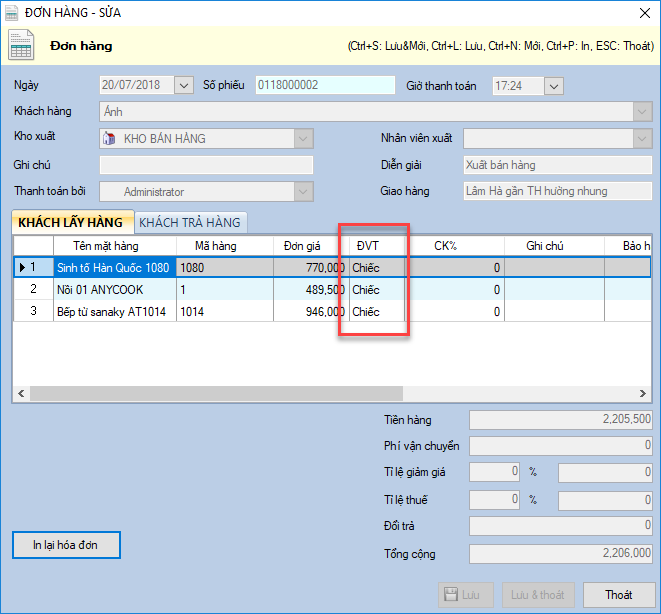 ĐƠN HÀNG - SỬA
Đơn hàng (Ctrl+S: Lưu&Mới, Ctrl+L: Lưu, Ctrl+N: Mới, Ctrl+P: In, ESC: Thoát)
Ngày 20/07/2018 Số phiếu 0118000002 Giờ thanh toán 17:24
Khách hàng Ánh
Kho xuất KHO BÁN HÀNG Nhân viên xuất
Ghi chú Diễn giải Xuất bán hàng
Thanh toán bởi Administrator Giao hàng Lâm Hà gần TH hưởng nhung
KHÁCH LẤY HÀNG KHÁCH TRẢ HÀNG
Tên mặt hàng Mã hàng Đơn giá ĐVT CK% Ghi chú Bảo h
1 Sinh tố Hàn Quốc 1080 1080 770,000 Chiếc 0
2 Nồi 01 ANYCOOK 1 489,500 Chiếc 0
3 Bếp từ sanaky AT1014 1014 946,000 Chiếc 0
Tiền hàng 2,205,500
Phí vận chuyển 0
Tỉ lệ giảm giá 0 % 0
Tỉ lệ thuế 0 % 0
Đổi trả 0
In lại hóa đơn
Tổng cộng 2,206,000
Lưu Lưu & thoát Thoát